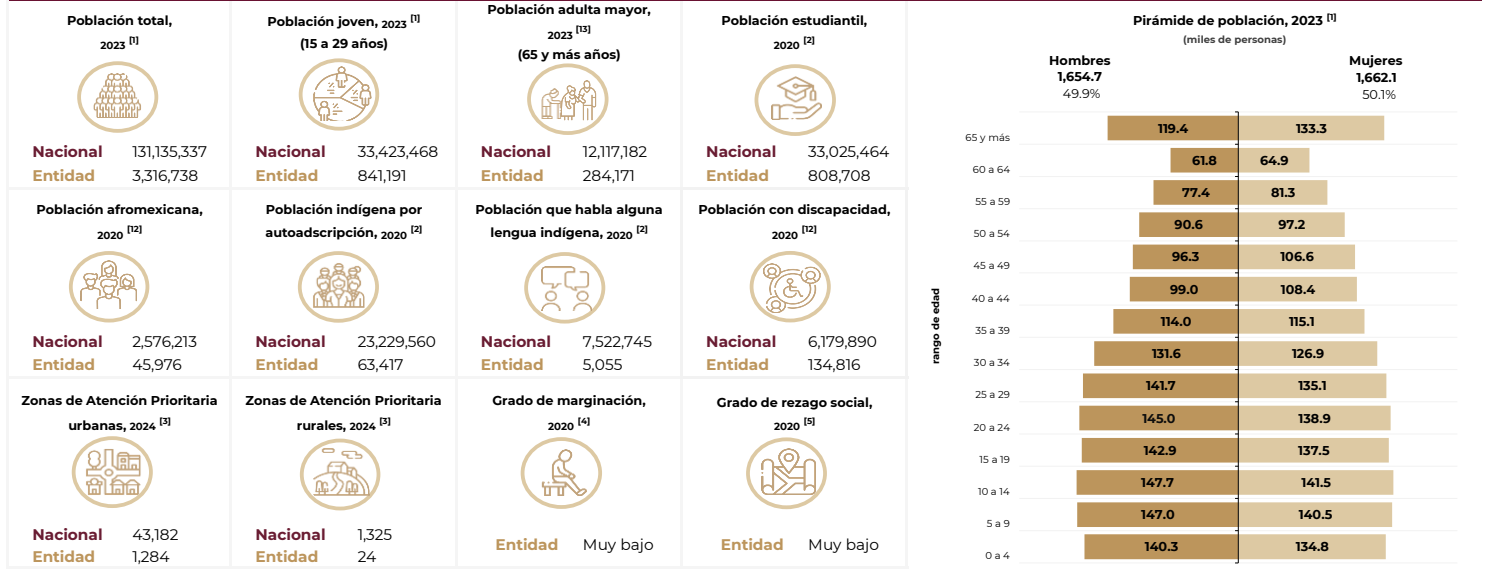 Población total,
2023 [1]
Nacional 131,135,337
Entidad 3,316,738
Población joven, 2023 [1]
(15 a 29 años)
Nacional 33,423,468
Entidad 841,191
Población adulta mayor,
2023 [13]
(65 y más años)
Nacional 12,117,182
Entidad 284,171
Población estudiantil,
2020 [2]
Nacional 33,025,464
Entidad 808,708
Población afromexicana,
2020 [12]
Nacional 2,576,213
Entidad 45,976
Población indígena por
autoadscripción, 2020 [2]
Nacional 23,229,560
Entidad 63,417
Población que habla alguna
lengua indígena, 2020 [2]
Nacional 7,522,745
Entidad 5,055
Población con discapacidad,
2020 [12]
Nacional 6,179,890
Entidad 134,816
Zonas de Atención Prioritaria
urbanas, 2024 [3]
Nacional 43,182
Entidad 1,284
Zonas de Atención Prioritaria
rurales, 2024 [3]
Nacional 1,325
Entidad 24
Grado de marginación,
2020 [4]
Entidad Muy bajo
Grado de rezago social,
2020 [5]
Entidad Muy bajo
Pirámide de población, 2023 [1]
(miles de personas)
Hombres
1,654.7
49.9%
Mujeres
1,662.1
50.1%
rango de edad
65 y más 119.4 133.3
60 a 64 61.8 64.9
55 a 59 77.4 81.3
50 a 54 90.6 97.2
45 a 49 96.3 106.6
40 a 44 99.0 108.4
35 a 39 114.0 115.1
30 a 34 131.6 126.9
25 a 29 141.7 135.1
20 a 24 145.0 138.9
15 a 19 142.9 137.5
10 a 14 147.7 141.5
5 a 9 147.0 140.5
0 a 4 140.3 134.8